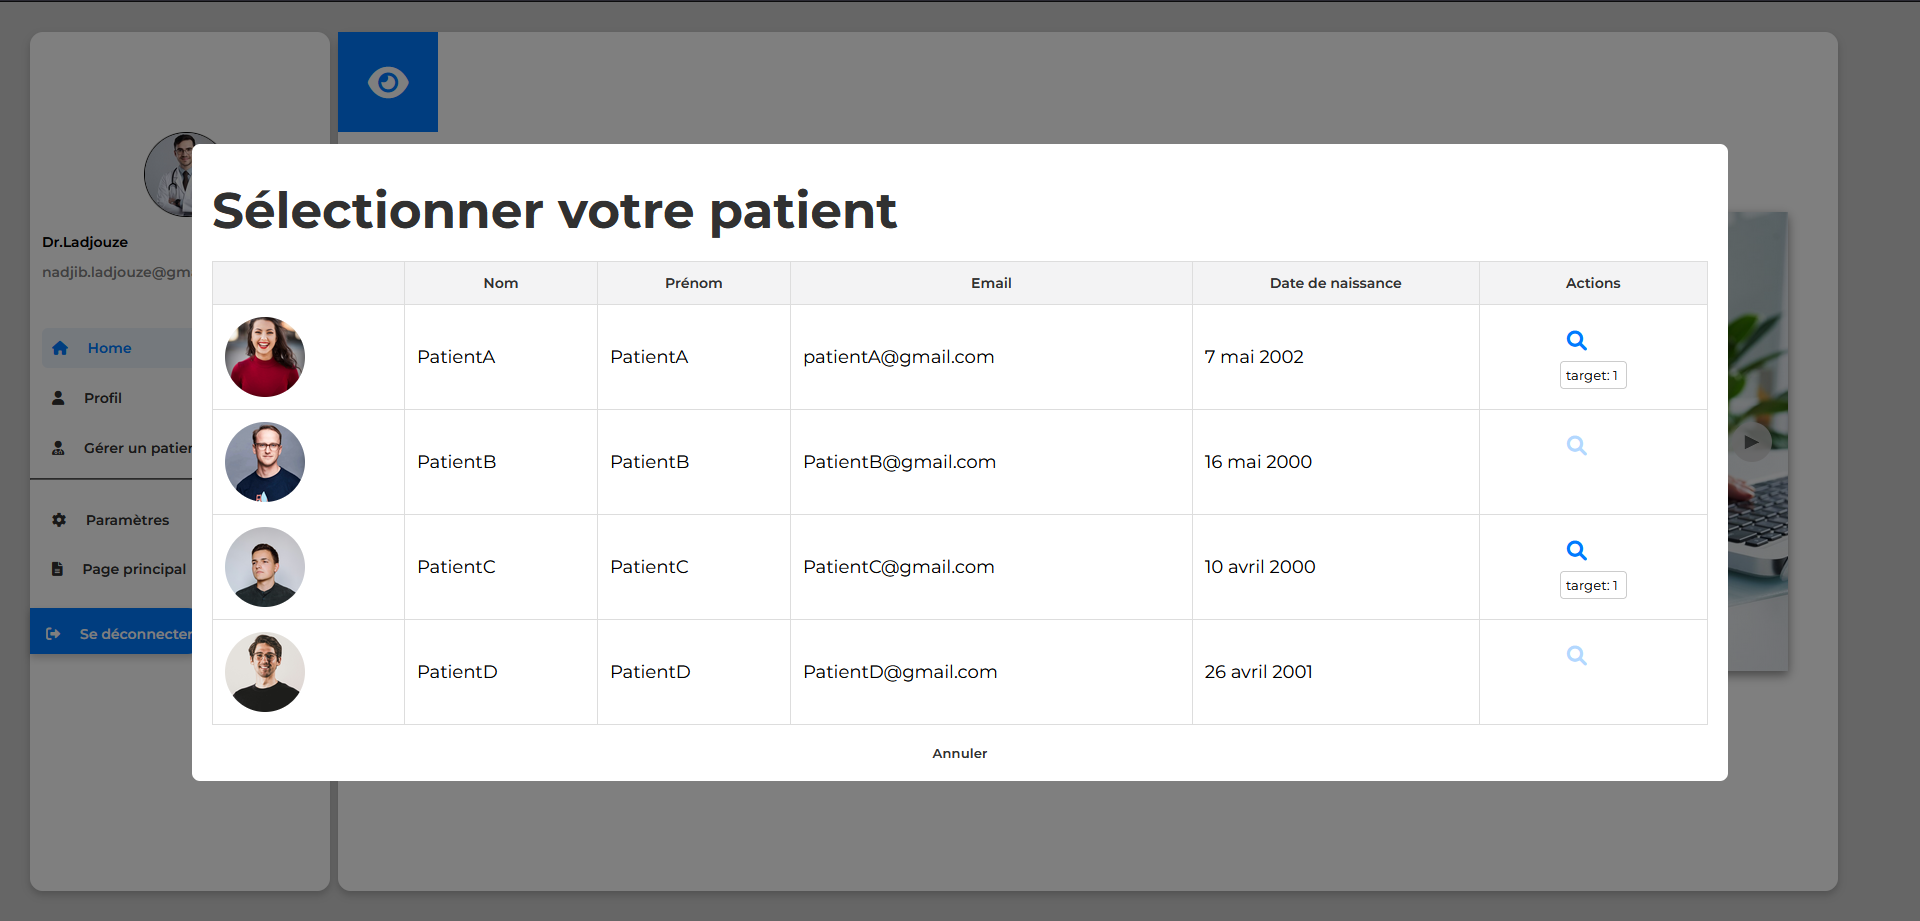 Dr.Ladjouze
nadjib.ladjouze@gm
Home
Profil
Gérer un patien
Paramètres
Page principal
Se déconnecter
Sélectionner votre patient
Nom Prénom Email Date de naissance Actions
PatientA PatientA patientA@gmail.com 7 mai 2002
target: 1
PatientB PatientB PatientB@gmail.com 16 mai 2000
PatientC PatientC PatientC@gmail.com 10 avril 2000
target: 1
PatientD PatientD PatientD@gmail.com 26 avril 2001
Annuler